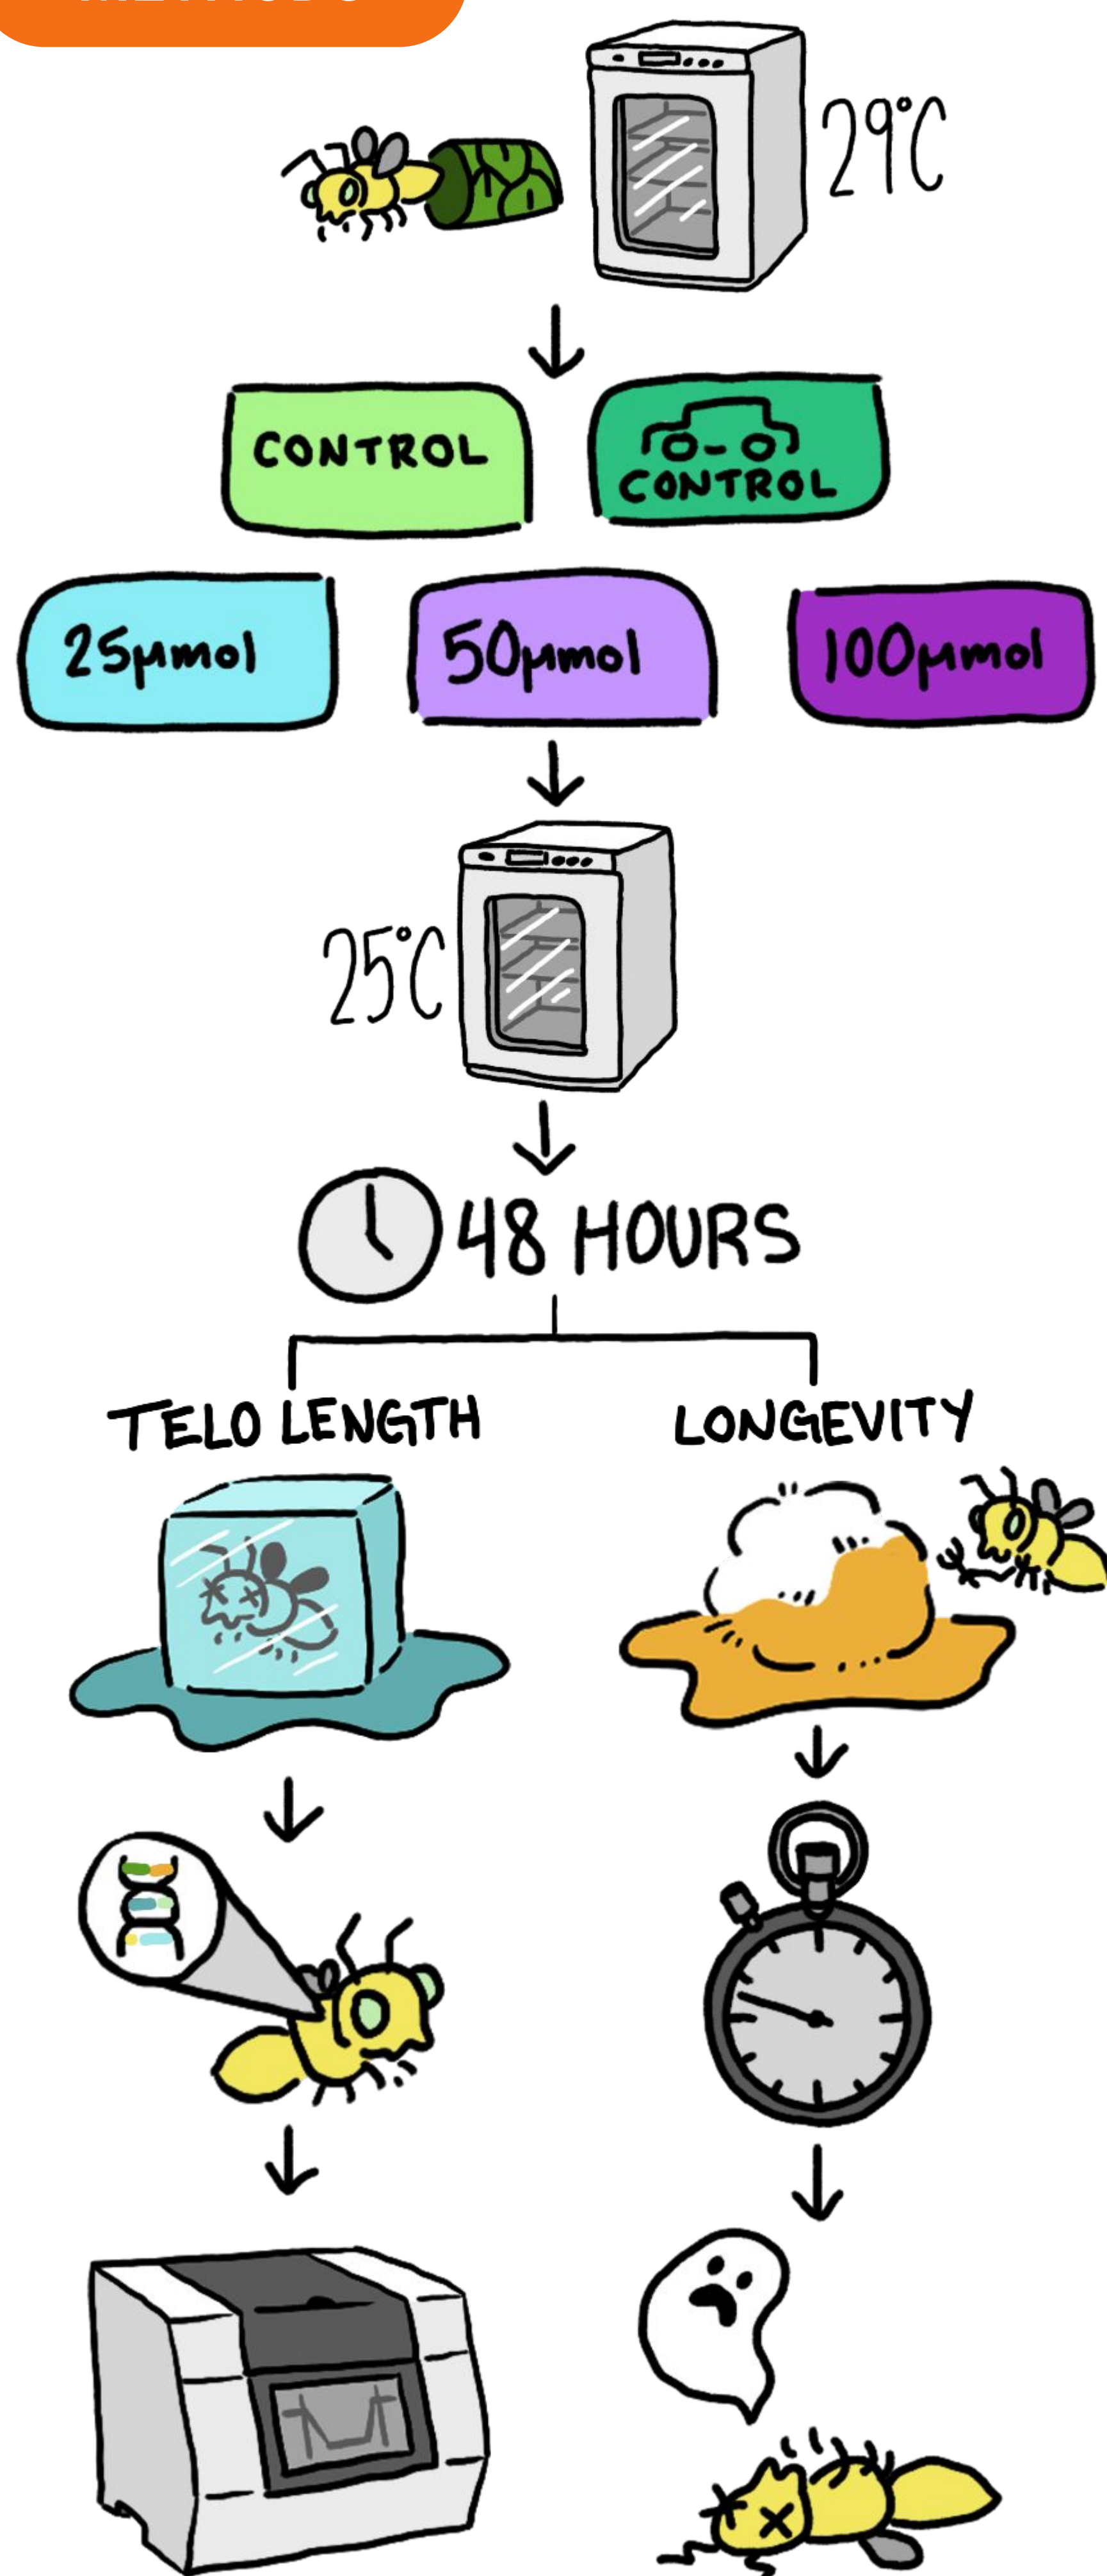 29°C
CONTROL
CONTROL
25µmol
50µmol
100µmol
25°C
48 HOURS
TELO LENGTH
LONGEVITY